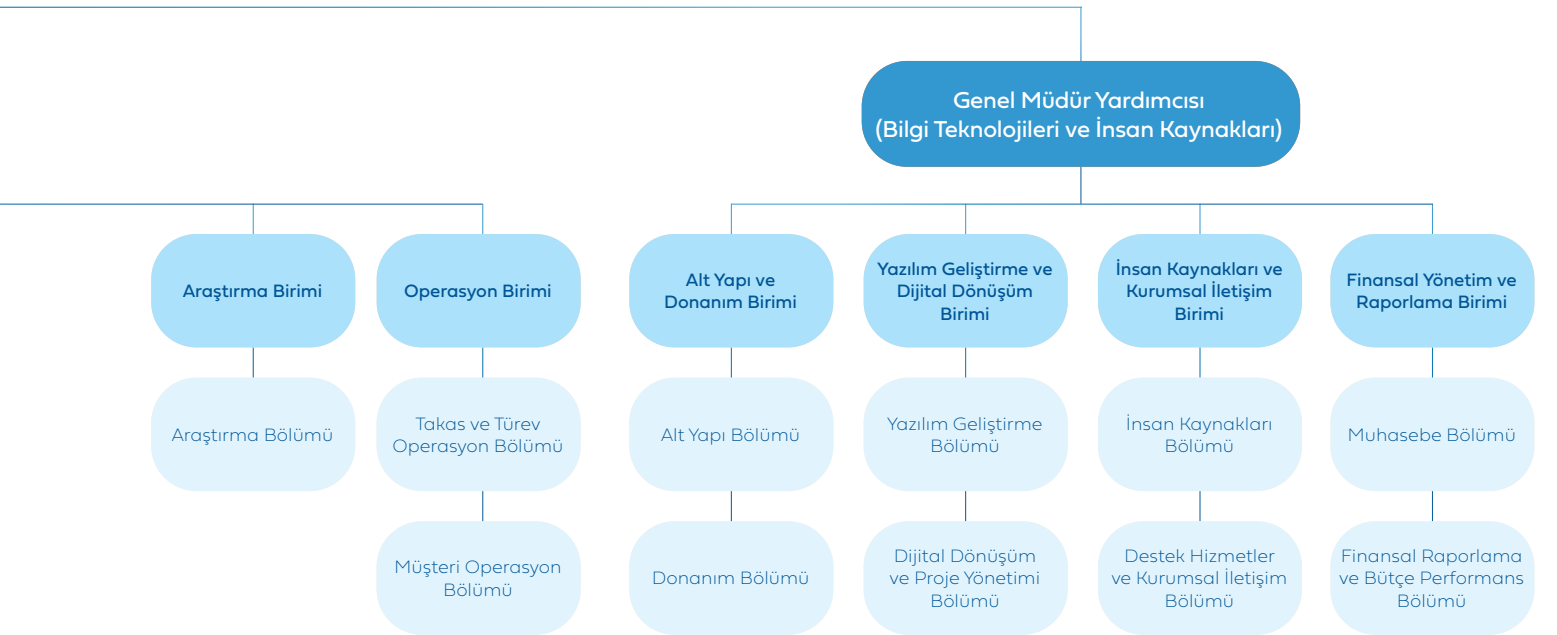 Genel Müdür Yardımcısı
(Bilgi Teknolojileri ve İnsan Kaynakları)
Araştırma Birimi
Operasyon Birimi
Alt Yapı ve
Donanım Birimi
Yazılım Geliştirme ve
Dijital Dönüşüm
Birimi
İnsan Kaynakları ve
Kurumsal İletişim
Birimi
Finansal Yönetim ve
Raporlama Birimi
Araştırma Bölümü
Takas ve Türev
Operasyon Bölümü
Alt Yapı Bölümü
Yazılım Geliştirme
Bölümü
İnsan Kaynakları
Bölümü
Muhasebe Bölümü
Müşteri Operasyon
Bölümü
Donanım Bölümü
Dijital Dönüşüm
ve Proje Yönetimi
Bölümü
Destek Hizmetler
ve Kurumsal İletişim
Bölümü
Finansal Raporlama
ve Bütçe Performans
Bölümü